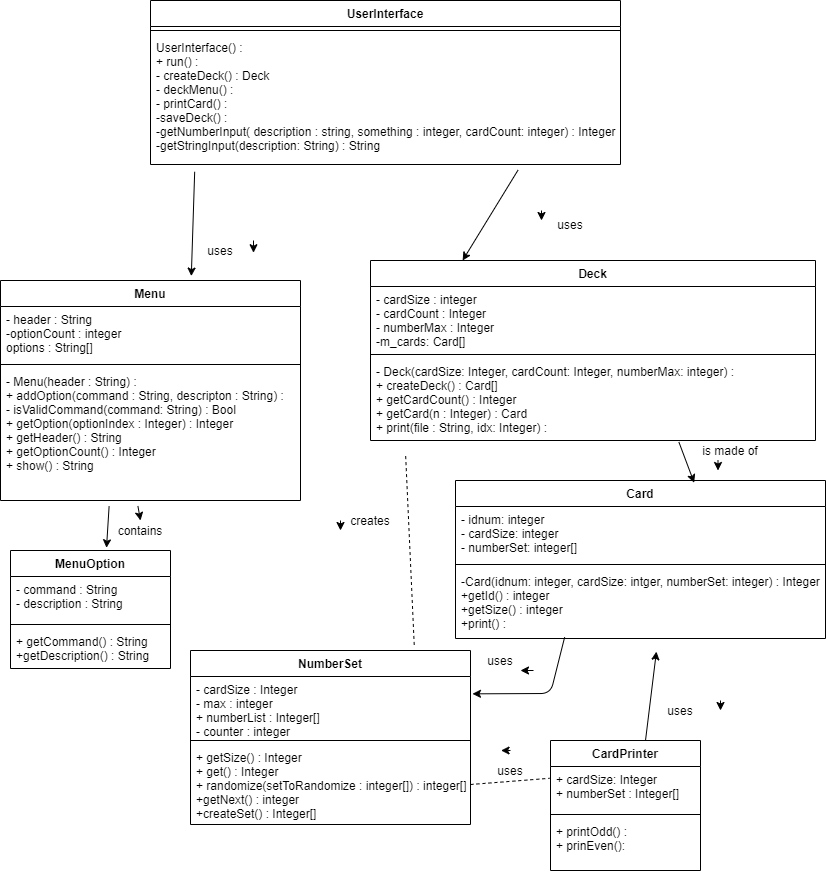 UserInterface
UserInterface() :
+ run() :
- createDeck() : Deck
- deckMenu() :
- printCard() :
-saveDeck() :
-getNumberInput( description : string, something : integer, cardCount: integer) : Integer
-getStringInput(description: String) : String
uses
uses
Menu
- header : String
-optionCount : integer
options : String[]
- Menu(header : String) :
+ addOption(command : String, descripton : String) :
- isValidCommand(command: String) : Bool
+ getOption(optionIndex : Integer) : Integer
+ getHeader() : String
+ getOptionCount() : Integer
+ show() : String
Deck
- cardSize : integer
- cardCount : Integer
- numberMax : Integer
-m_cards: Card[]
- Deck(cardSize: Integer, cardCount: Integer, numberMax: integer) :
+ createDeck() : Card[]
+ getCardCount() : Integer
+ getCard(n : Integer) : Card
+ print(file : String, idx: Integer) :
is made of
contains
creates
Card
- idnum: integer
- cardSize: integer
- numberSet: integer[]
-Card(idnum: integer, cardSize: intger, numberSet: integer) : Integer
+getId() : integer
+getSize() : integer
+print() :
MenuOption
- command : String
- description : String
+ getCommand() : String
+getDescription() : String
uses
NumberSet
- cardSize : Integer
- max : integer
+ numberList : Integer[]
- counter : integer
+ getSize() : Integer
+ get() : Integer
+ randomize(setToRandomize : integer[]) : integer[]
+getNext() : integer
+createSet() : Integer[]
uses
uses
CardPrinter
+ cardSize: Integer
+ numberSet : Integer[]
+ printOdd() :
+ prinEven():